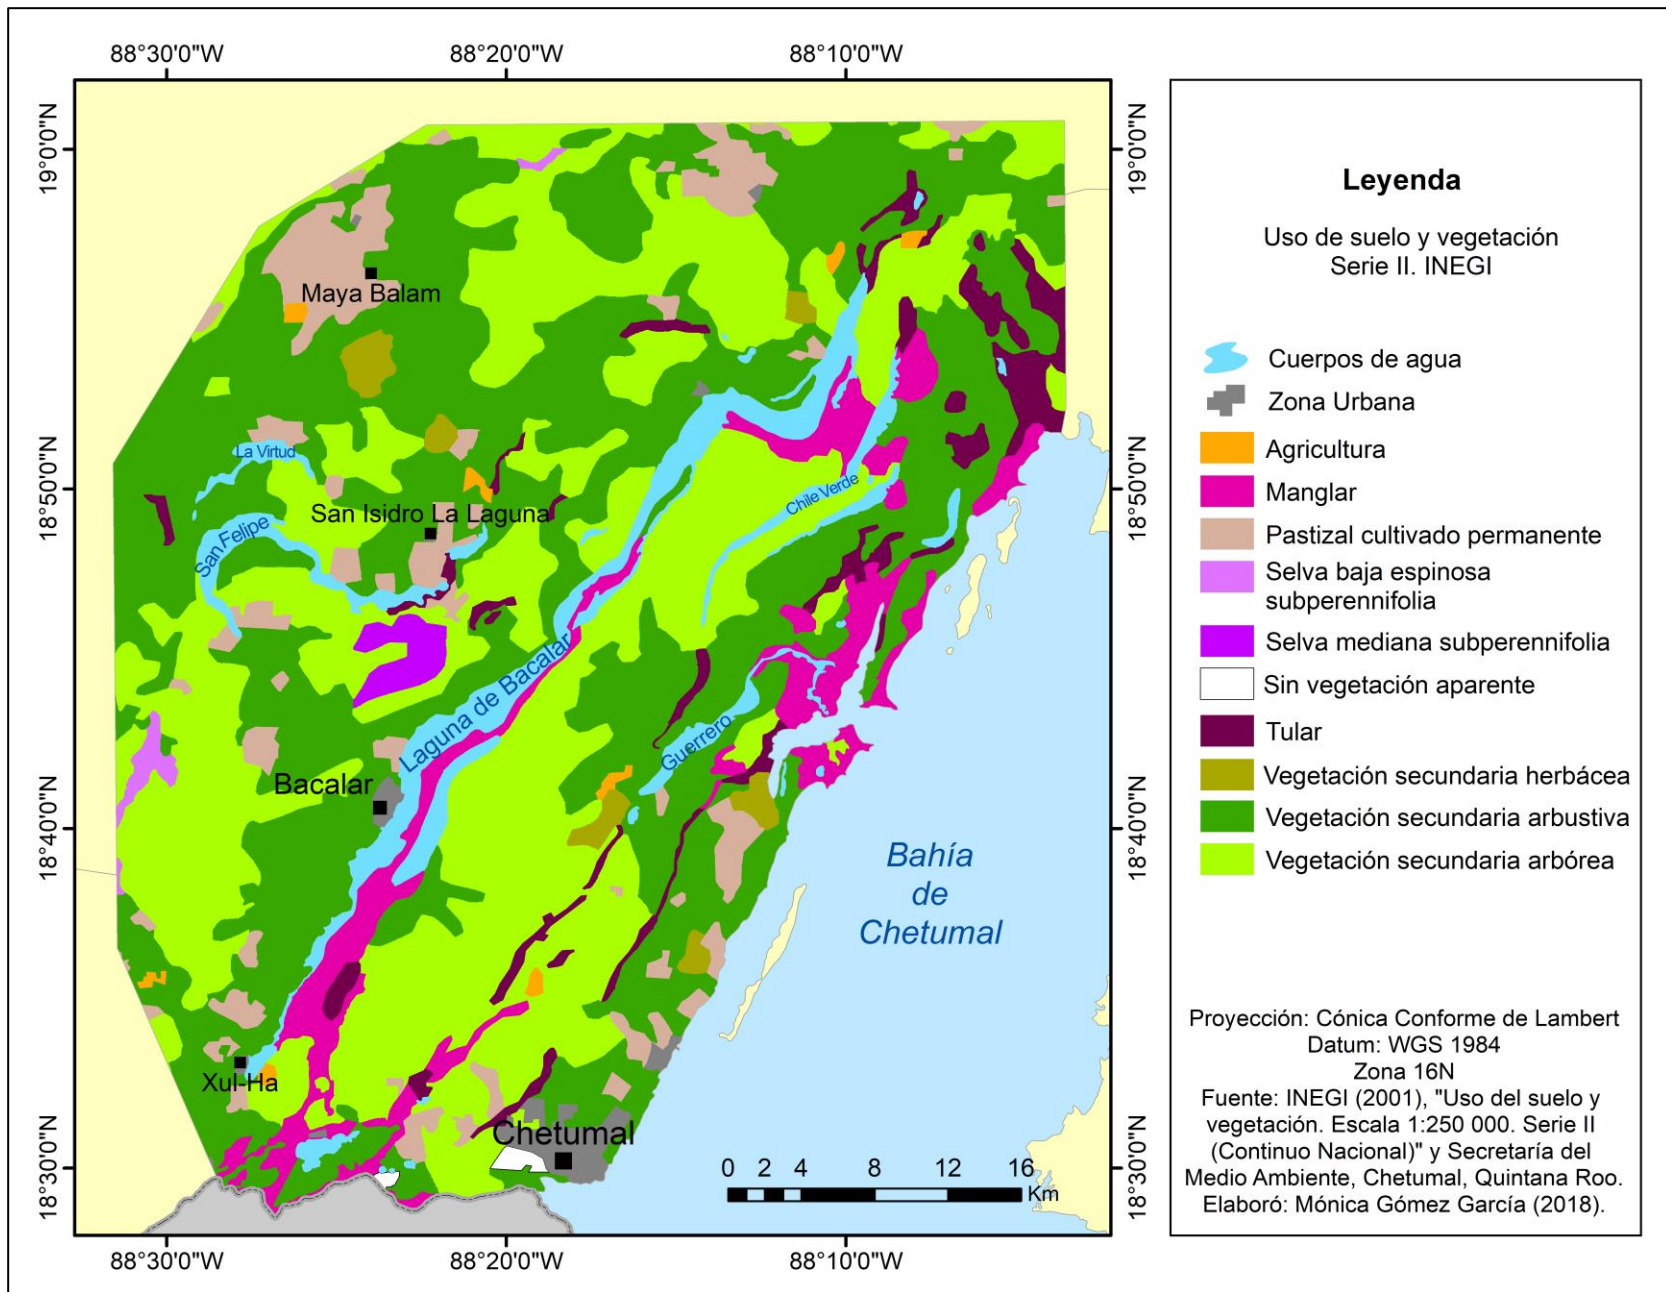 88°30'0"W
88°20'0"W
88°10'0"W
19°0'0"N
19°0'0"N
18°50'0"N
18°50'0"N
18°40'0"N
18°40'0"N
18°30'0"N
18°30'0"N
88°30'0"W
88°20'0"W
88°10'0"W
Maya Balam
La Virtud
San Isidro La Laguna
San Felipe
Chile Verde
Laguna de Bacalar
Guerrero
Bacalar
Bahía
de
Chetumal
Xul-Ha
Chetumal
0 2 4 8 12 16
Km
Leyenda
Uso de suelo y vegetación
Serie II. INEGI
Cuerpos de agua
Zona Urbana
Agricultura
Manglar
Pastizal cultivado permanente
Selva baja espinosa
subperennifolia
Selva mediana subperennifolia
Sin vegetación aparente
Tular
Vegetación secundaria herbácea
Vegetación secundaria arbustiva
Vegetación secundaria arbórea
Proyección: Cónica Conforme de Lambert
Datum: WGS 1984
Zona 16N
Fuente: INEGI (2001), "Uso del suelo y
vegetación. Escala 1:250 000. Serie II
(Continuo Nacional)" y Secretaría del
Medio Ambiente, Chetumal, Quintana Roo.
Elaboró: Mónica Gómez García (2018).